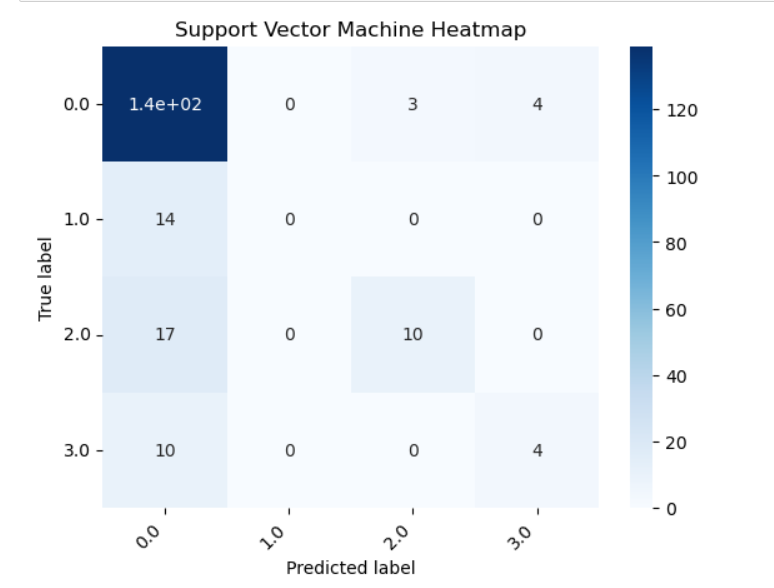 Support Vector Machine Heatmap
0.0
1.4e+02 0 3 4
1.0
14 0 0 0
2.0
17 0 10 0
3.0
10 0 0 4
0.0 1.0 2.0 3.0
Predicted label
True label
120
100
80
60
40
20
0